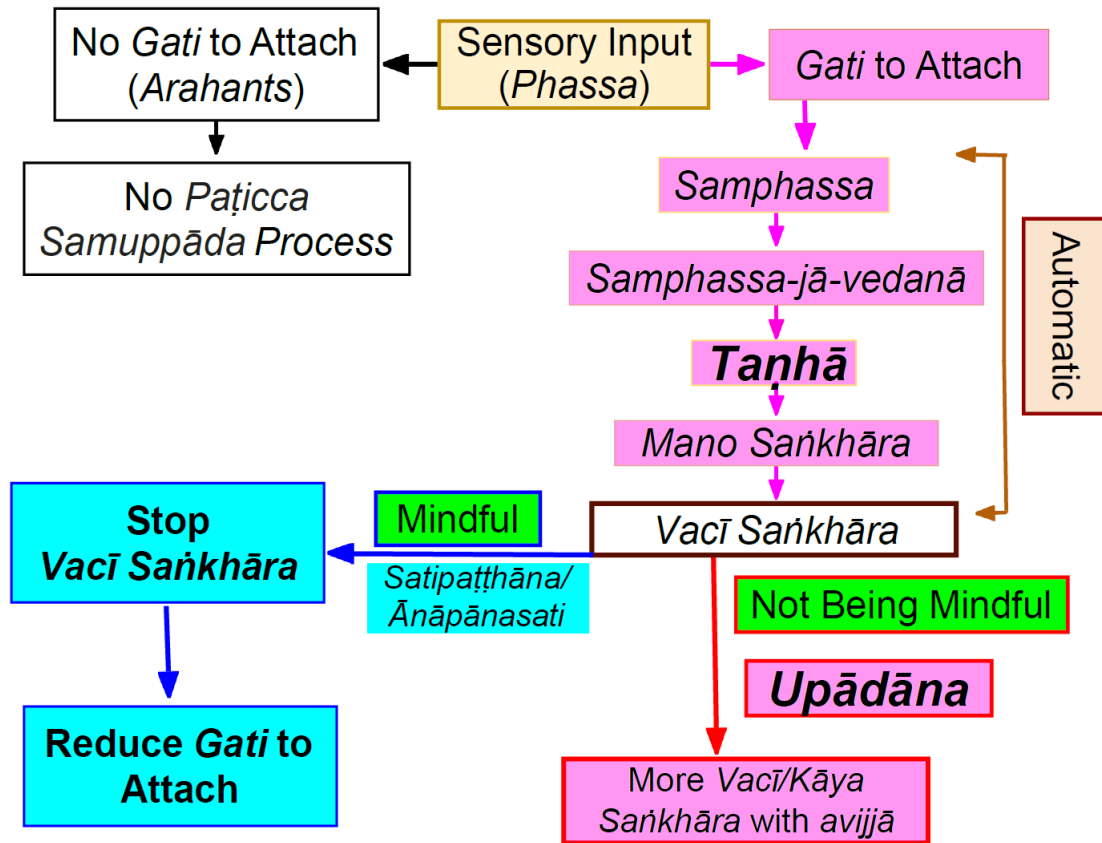 No Gati to Attach
(Arahants)
Sensory Input
(Phassa)
Gati to Attach
No Paṭicca
Samuppāda Process
Samphassa
Samphassa-jā-vedanā
Taṇhā
Mano Saṅkhāra
Automatic
Vacī Saṅkhāra
Mindful
Satipaṭṭhāna/
Ānāpānasati
Stop
Vacī Saṅkhāra
Not Being Mindful
Upādāna
Reduce Gati to
Attach
More Vacī/Kāya
Saṅkhāra with avijjā